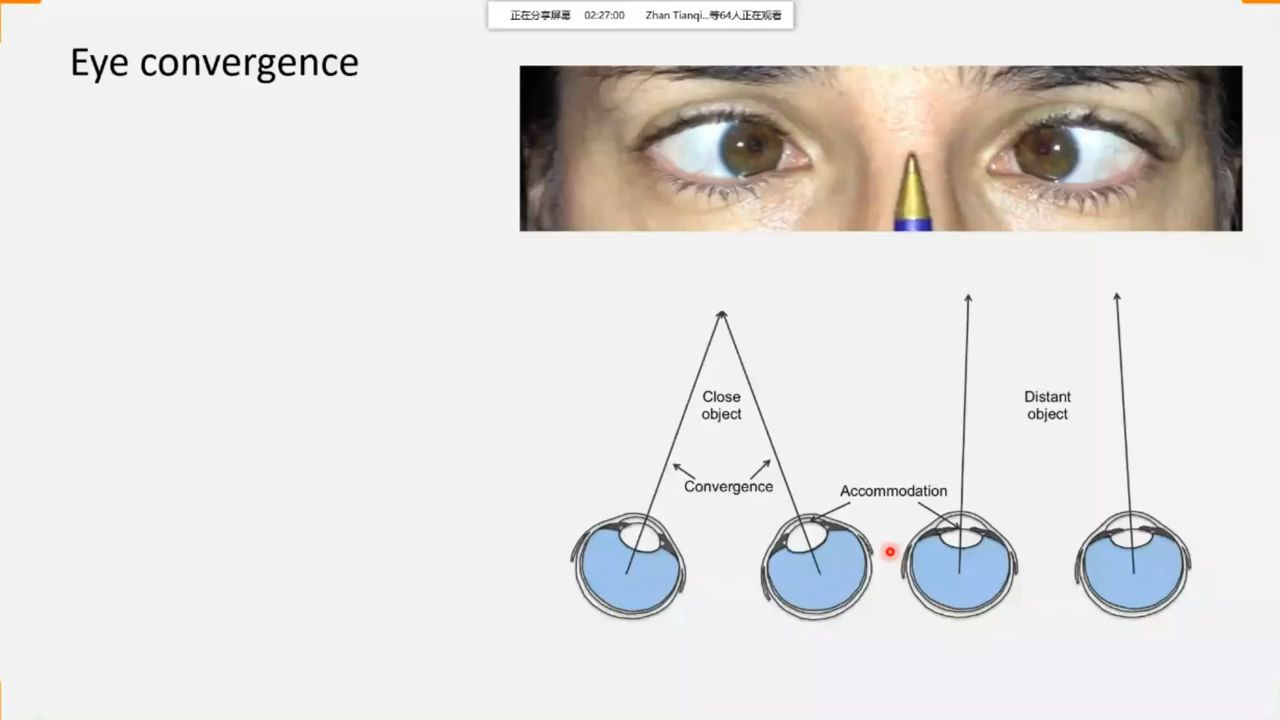 正在分享屏幕 02:27:00 Zhan Tianqi...等64人正在观看
Eye convergence
Close
object
Distant
object
Convergence
Accommodation